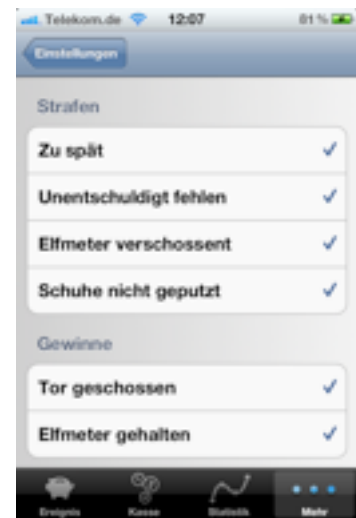 Telekom.de 12:07 81 %
Einstellungen
Strafen
Zu spät
Unentschuldigt fehlen
Elfmeter verschossent
Schuhe nicht geputzt
Gewinne
Tor geschossen
Elfmeter gehalten
Ereignis Kasse Statistik Mehr